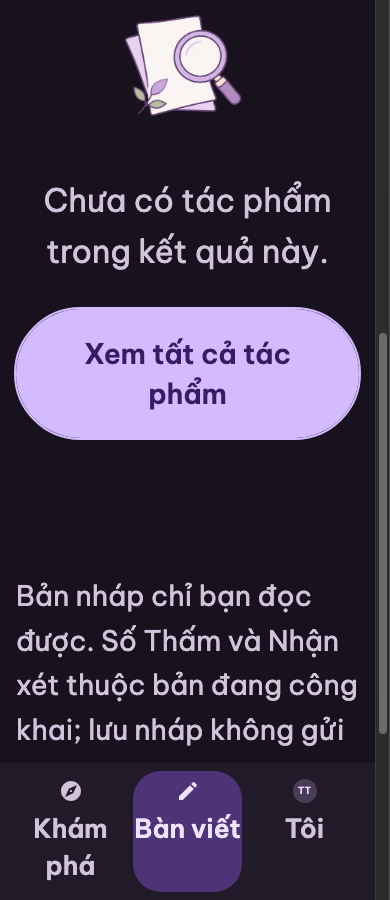 Chưa có tác phẩm
trong kết quả này.
Xem tất cả tác
phẩm
Bản nháp chỉ bạn đọc
được. Số Thấm và Nhận
xét thuộc bản đang công
khai; lưu nháp không gửi
Khám
phá
Bàn viết
TT
Tôi